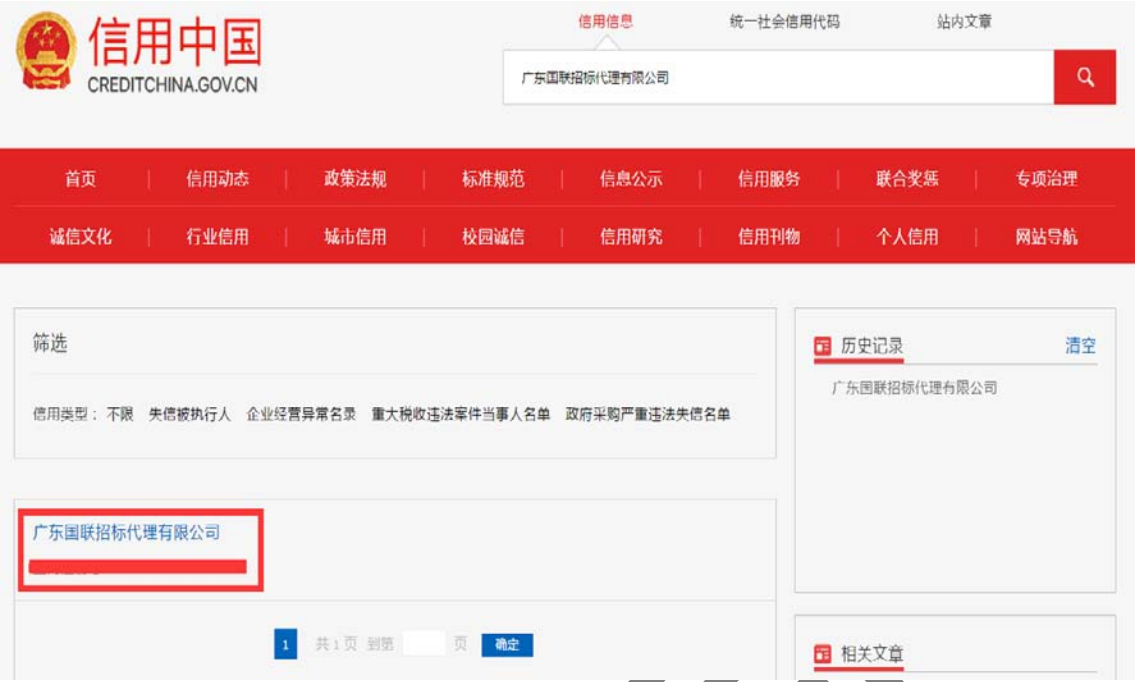 信用中国
CREDITCHINA.GOV.CN
信用信息 统一社会信用代码 站内文章
广东国联招标代理有限公司
首页 信用动态 政策法规 标准规范 信息公示 信用服务 联合奖惩 专项治理
诚信文化 行业信用 城市信用 校园诚信 信用研究 信用刊物 个人信用 网站导航
筛选
信用类型： 不限 失信被执行人 企业经营异常名录 重大税收违法案件当事人名单 政府采购严重违法失信名单
历史记录 清空
广东国联招标代理有限公司
广东国联招标代理有限公司
1 共 1 页 到第 页 确定
相关文章